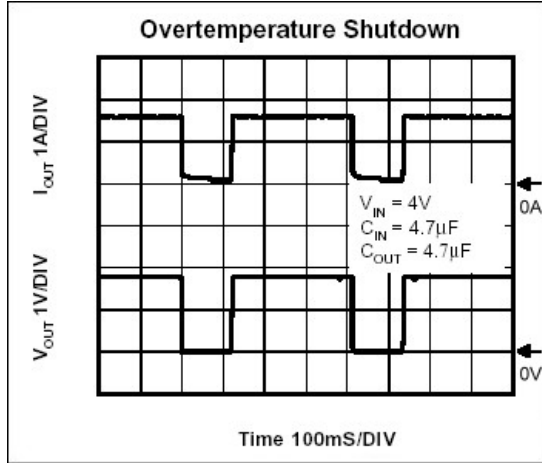 Overtemperature Shutdown
I_OUT 1A/DIV
V_IN = 4V
C_IN = 4.7µF
C_OUT = 4.7µF
0A
V_OUT 1V/DIV
0V
Time 100mS/DIV